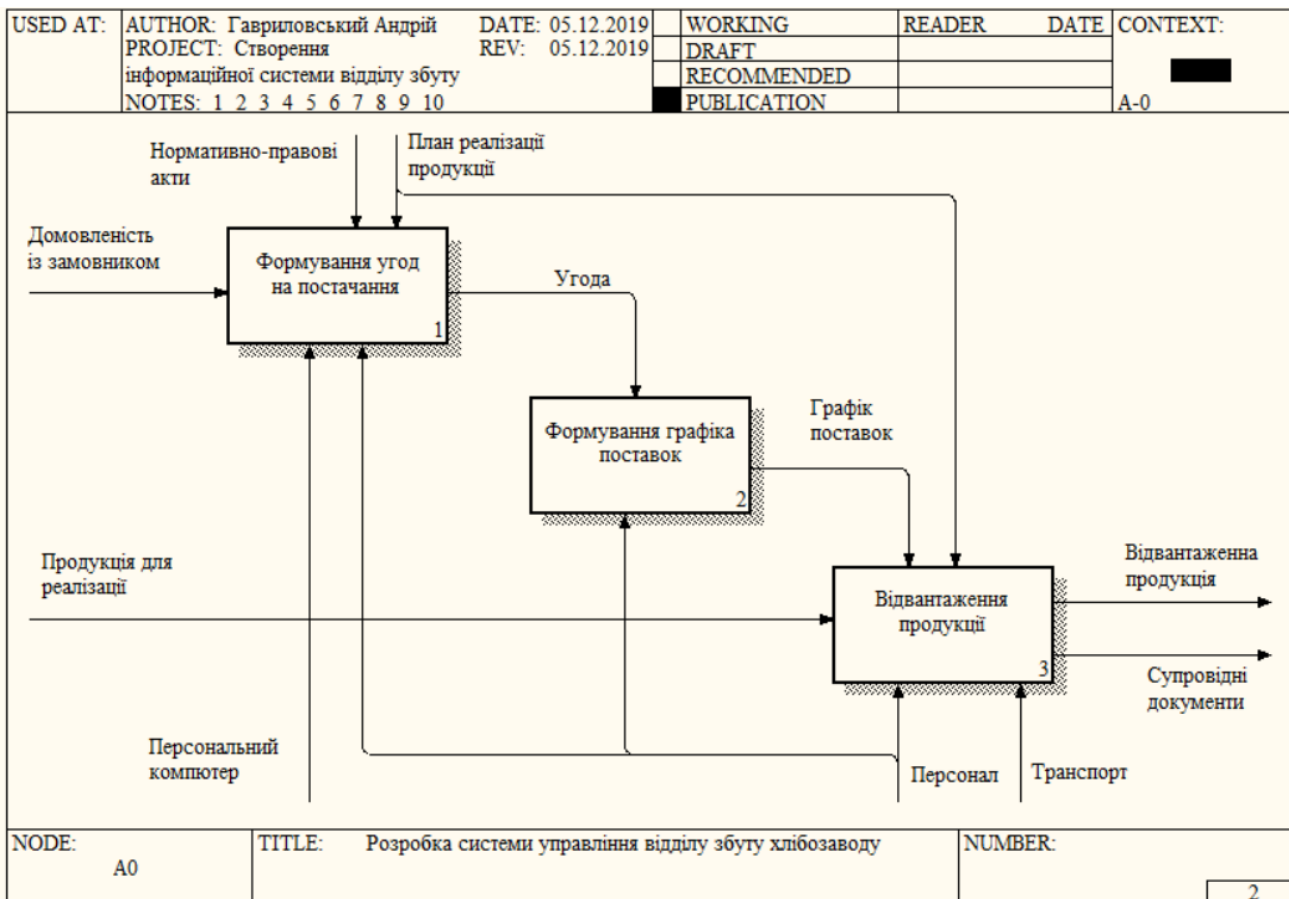 USED AT:
AUTHOR: Гавриловський Андрій
DATE: 05.12.2019
PROJECT: Створення
REV: 05.12.2019
інформаційної системи відділу збуту
NOTES: 1 2 3 4 5 6 7 8 9 10
WORKING
DRAFT
RECOMMENDED
PUBLICATION
READER DATE
CONTEXT:
A-0
Нормативно-правові
акти
План реалізації
продукції
Домовленість
із замовником
Формування угод
на постачання
1
Угода
Формування графіка
поставок
2
Графік
поставок
Продукція для
реалізації
Відвантаження
продукції
3
Відвантаженна
продукція
Супровідні
документи
Персональний
компютер
Персонал
Транспорт
NODE:
A0
TITLE: Розробка системи управління відділу збуту хлібозаводу
NUMBER:
2